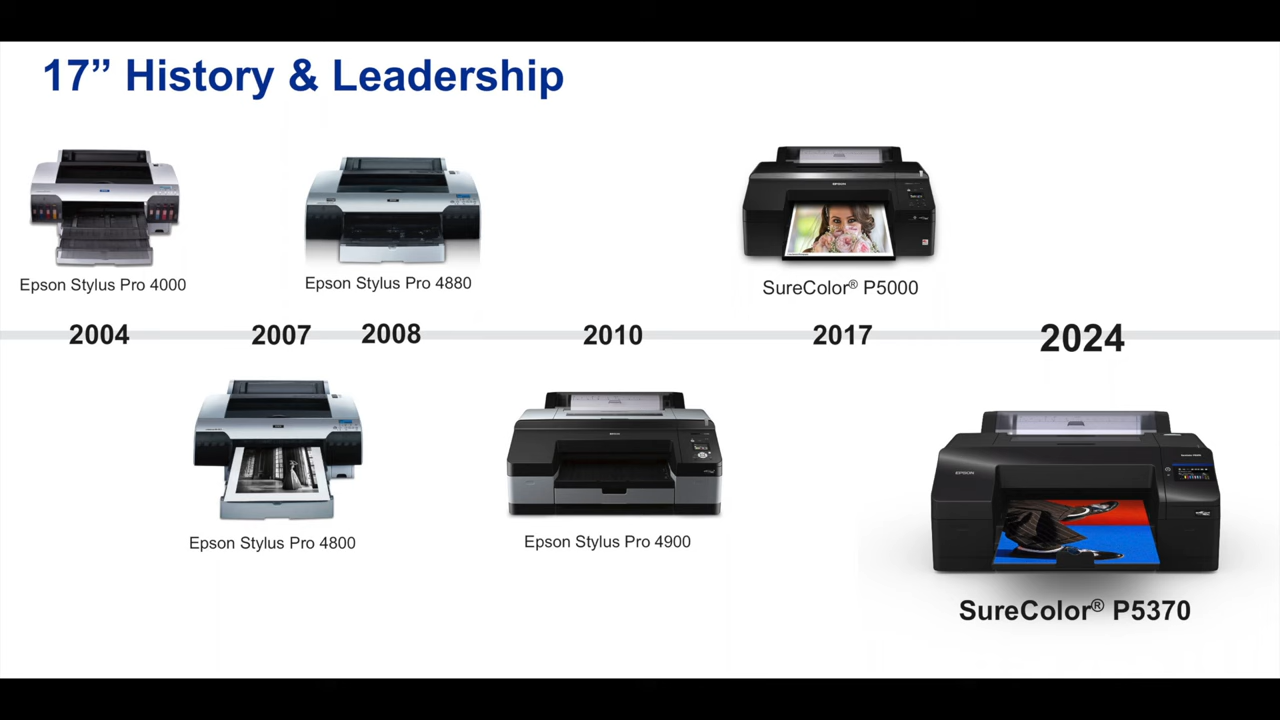 17” History & Leadership
Epson Stylus Pro 4000
Epson Stylus Pro 4880
SureColor® P5000
2004
2007
2008
2010
2017
2024
Epson Stylus Pro 4800
Epson Stylus Pro 4900
EPSON
SureColor® P5370